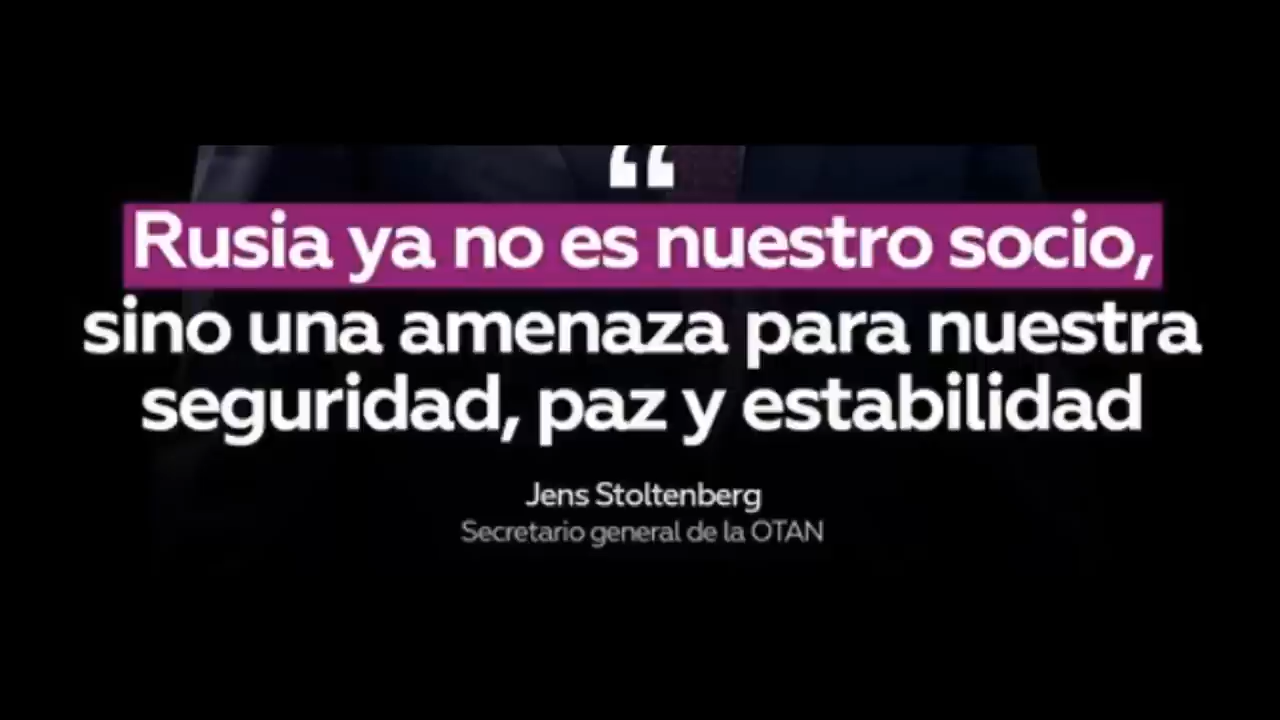 “
Rusia ya no es nuestro socio,
sino una amenaza para nuestra
seguridad, paz y estabilidad
Jens Stoltenberg
Secretario general de la OTAN